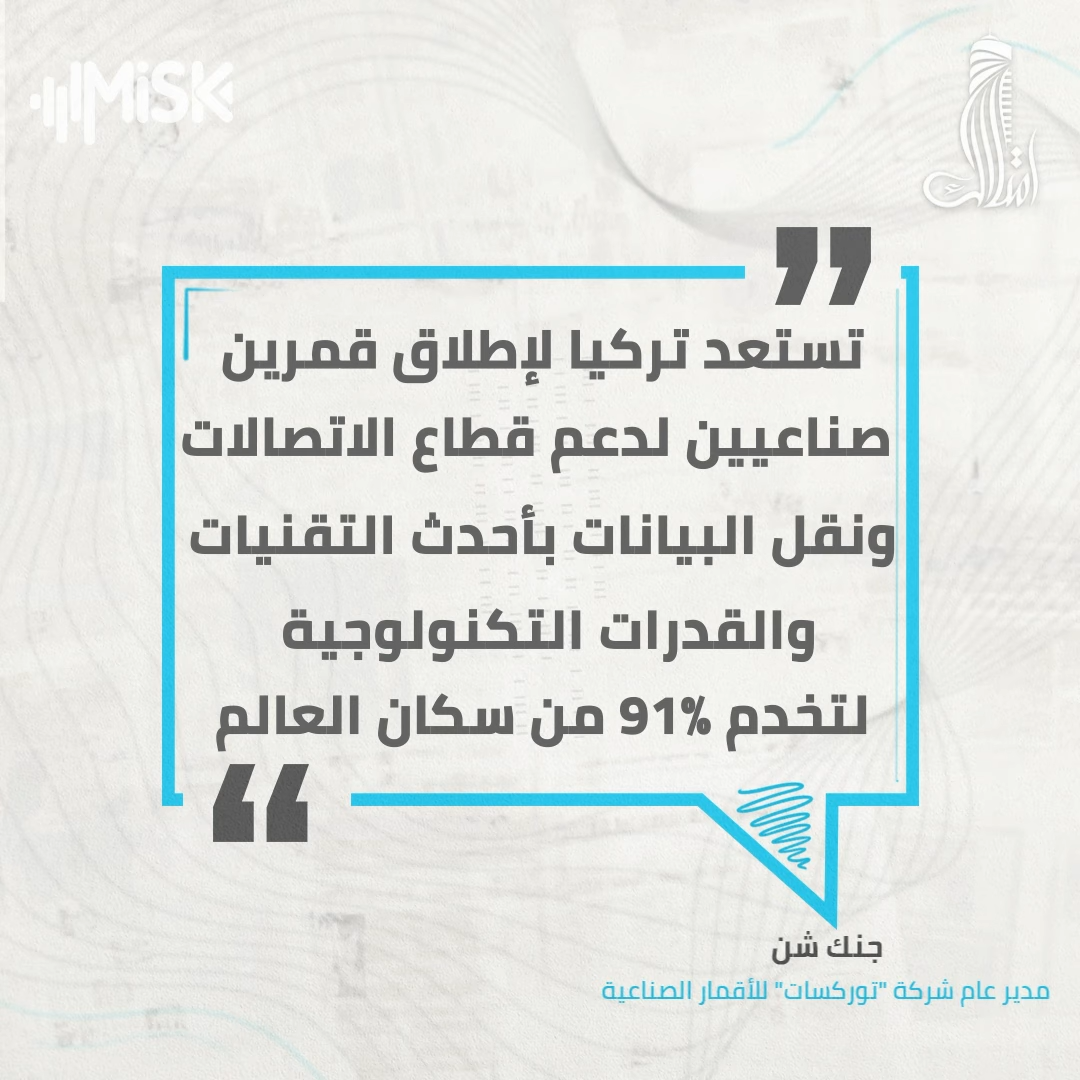 MiSK
امتلاك
”
تستعد تركيا لإطلاق قمرين
صناعيين لدعم قطاع الاتصالات
ونقل البيانات بأحدث التقنيات
والقدرات التكنولوجية
لتخدم 91% من سكان العالم
“
جنك شن
مدير عام شركة "توركسات" للأقمار الصناعية